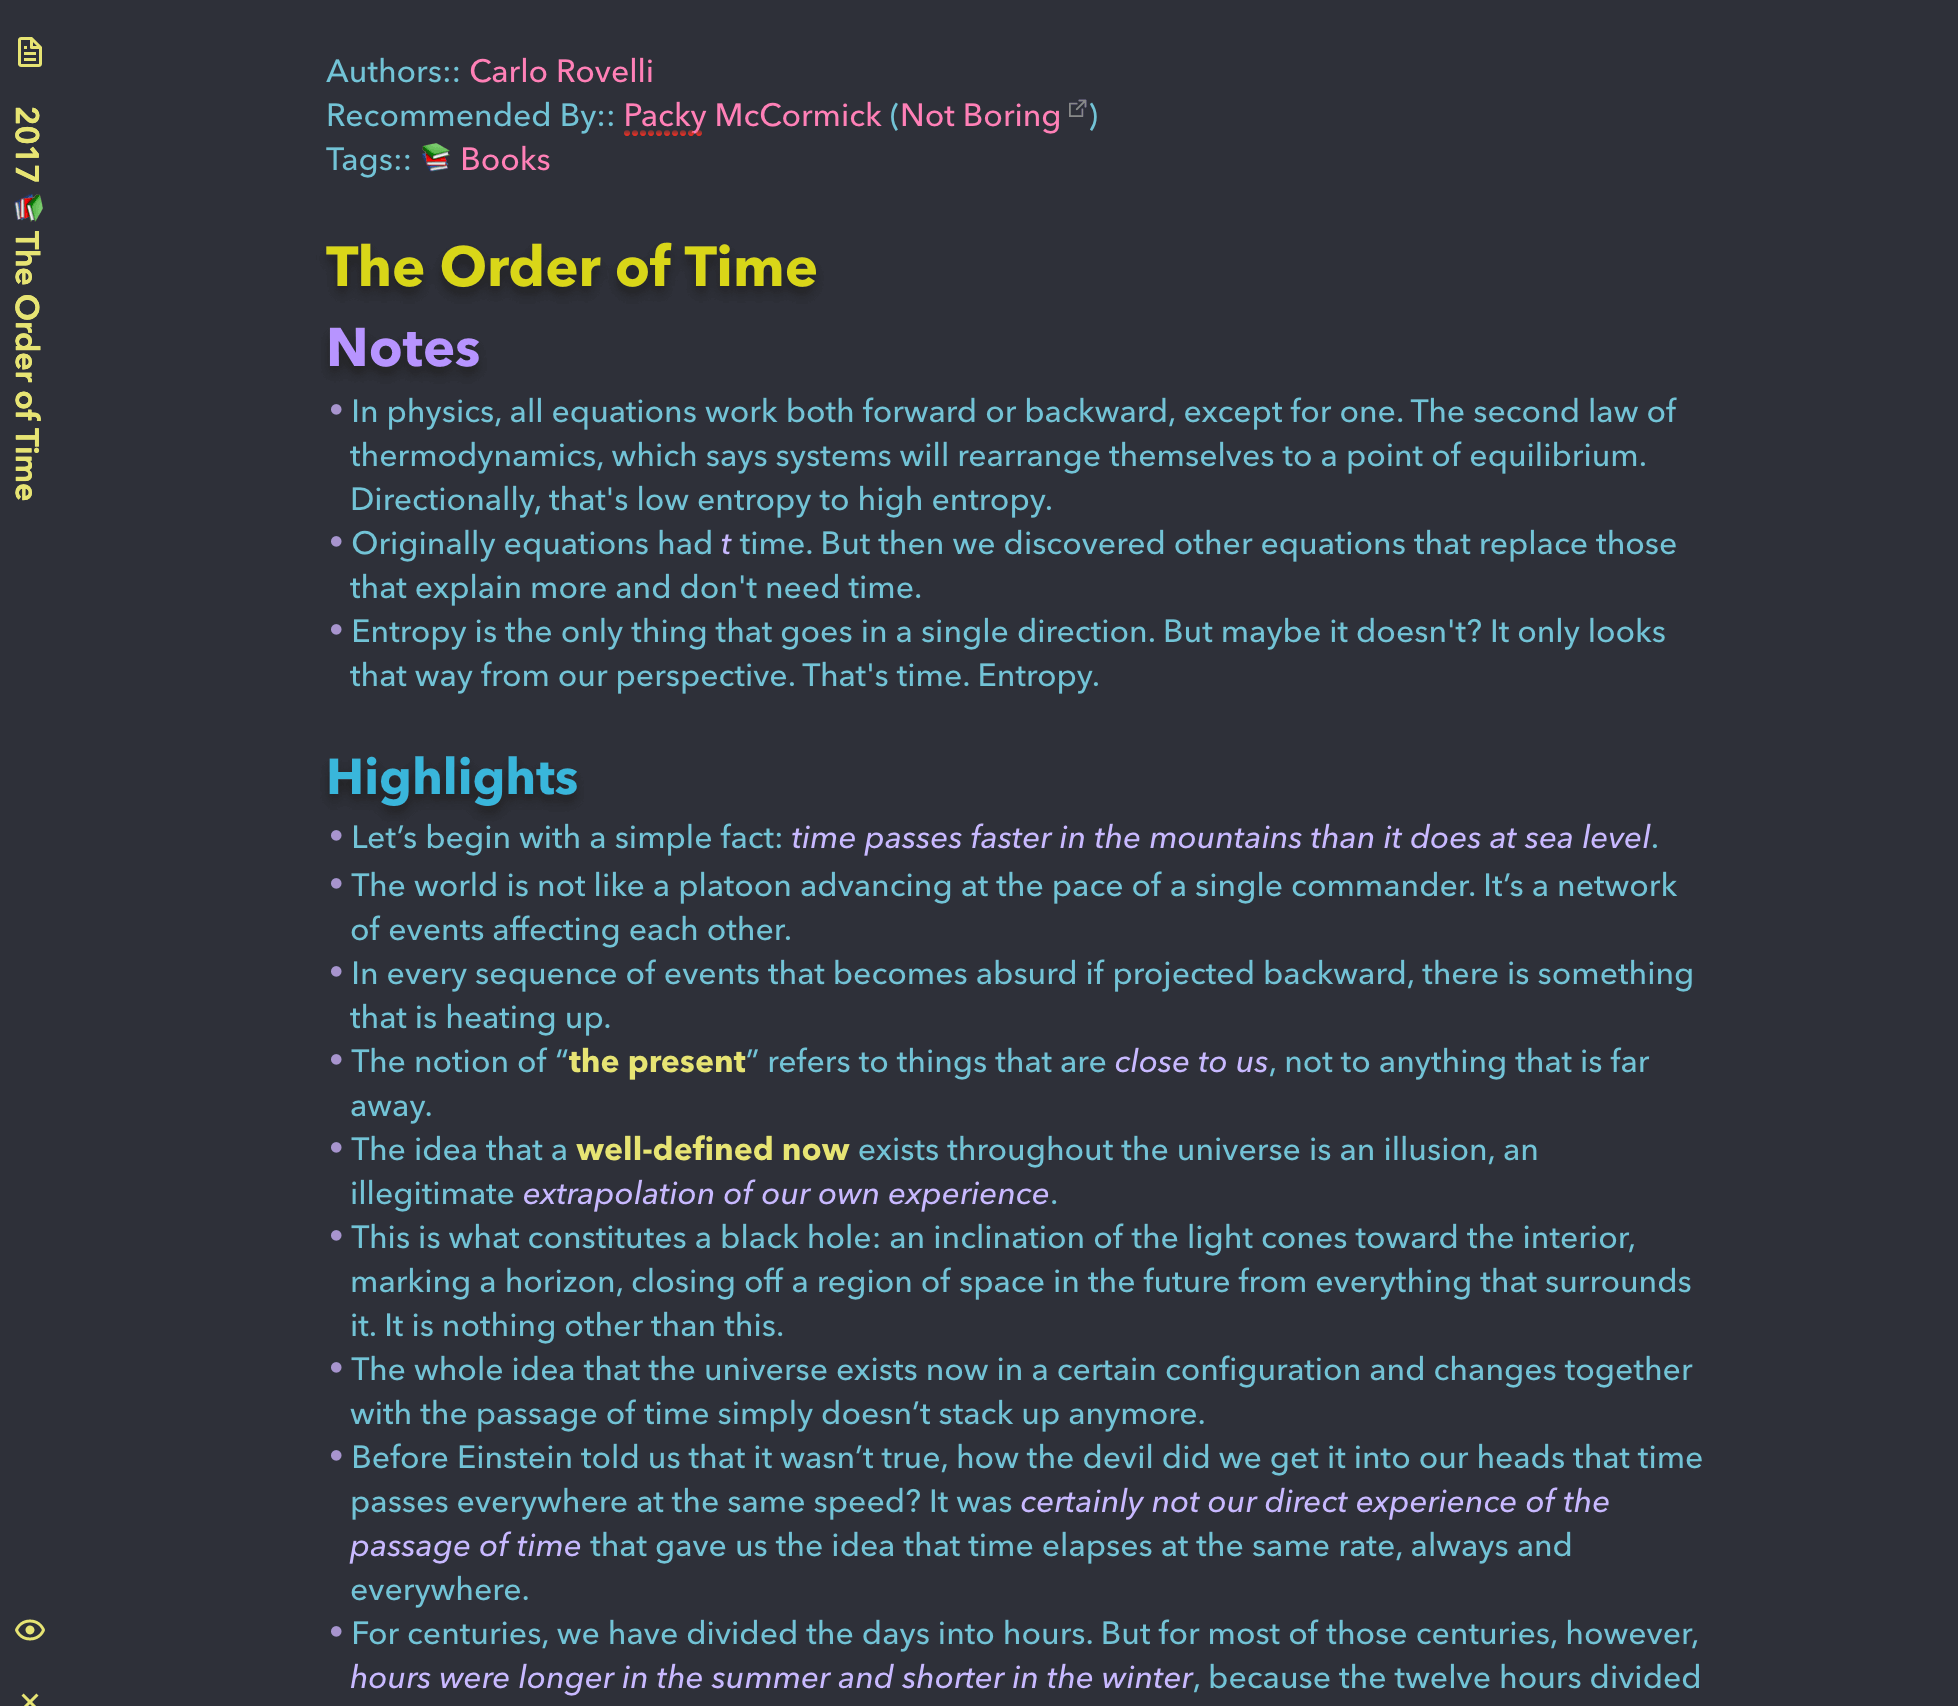 2017 📚 The Order of Time
Authors:: Carlo Rovelli
Recommended By:: Packy McCormick (Not Boring)
Tags:: 📚 Books
The Order of Time
Notes
• In physics, all equations work both forward or backward, except for one. The second law of
thermodynamics, which says systems will rearrange themselves to a point of equilibrium.
Directionally, that's low entropy to high entropy.
• Originally equations had t time. But then we discovered other equations that replace those
that explain more and don't need time.
• Entropy is the only thing that goes in a single direction. But maybe it doesn't? It only looks
that way from our perspective. That's time. Entropy.
Highlights
• Let’s begin with a simple fact: time passes faster in the mountains than it does at sea level.
• The world is not like a platoon advancing at the pace of a single commander. It’s a network
of events affecting each other.
• In every sequence of events that becomes absurd if projected backward, there is something
that is heating up.
• The notion of “the present” refers to things that are close to us, not to anything that is far
away.
• The idea that a well-defined now exists throughout the universe is an illusion, an
illegitimate extrapolation of our own experience.
• This is what constitutes a black hole: an inclination of the light cones toward the interior,
marking a horizon, closing off a region of space in the future from everything that surrounds
it. It is nothing other than this.
• The whole idea that the universe exists now in a certain configuration and changes together
with the passage of time simply doesn’t stack up anymore.
• Before Einstein told us that it wasn’t true, how the devil did we get it into our heads that time
passes everywhere at the same speed? It was certainly not our direct experience of the
passage of time that gave us the idea that time elapses at the same rate, always and
everywhere.
• For centuries, we have divided the days into hours. But for most of those centuries, however,
hours were longer in the summer and shorter in the winter, because the twelve hours divided